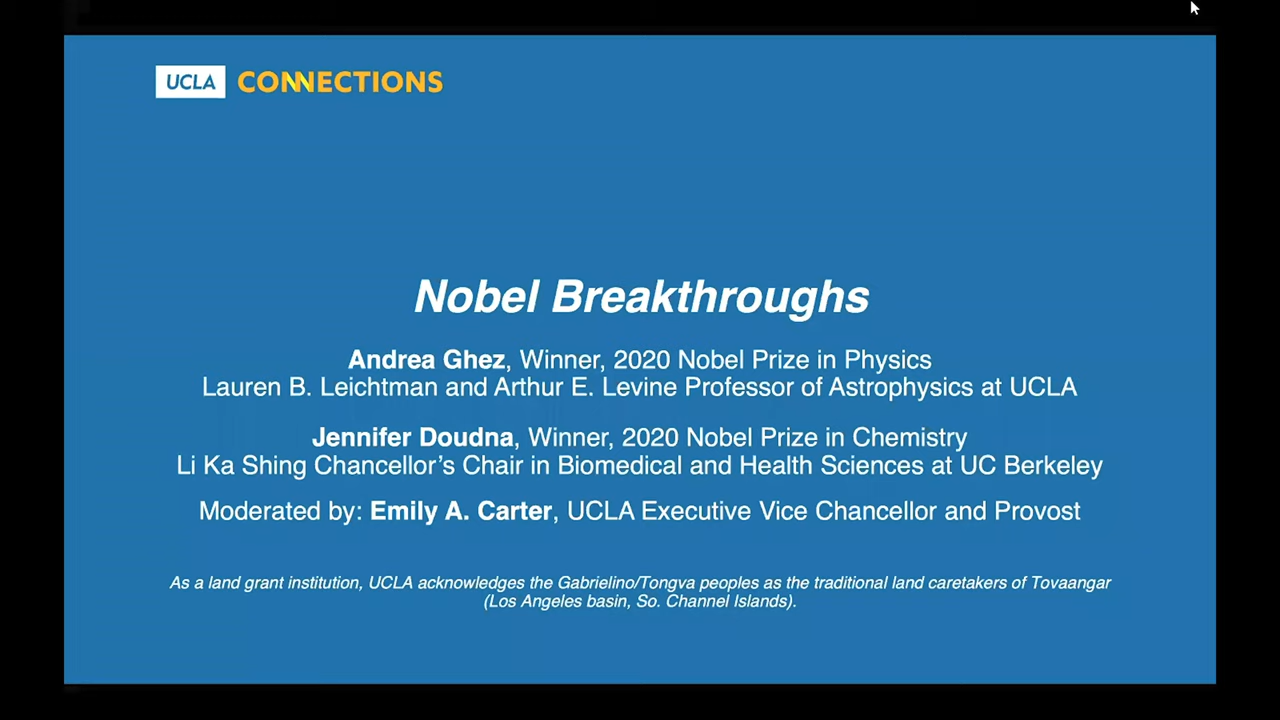 UCLA CONNECTIONS
Nobel Breakthroughs
Andrea Ghez, Winner, 2020 Nobel Prize in Physics
Lauren B. Leichtman and Arthur E. Levine Professor of Astrophysics at UCLA
Jennifer Doudna, Winner, 2020 Nobel Prize in Chemistry
Li Ka Shing Chancellor’s Chair in Biomedical and Health Sciences at UC Berkeley
Moderated by: Emily A. Carter, UCLA Executive Vice Chancellor and Provost
As a land grant institution, UCLA acknowledges the Gabrielino/Tongva peoples as the traditional land caretakers of Tovaangar
(Los Angeles basin, So. Channel Islands).